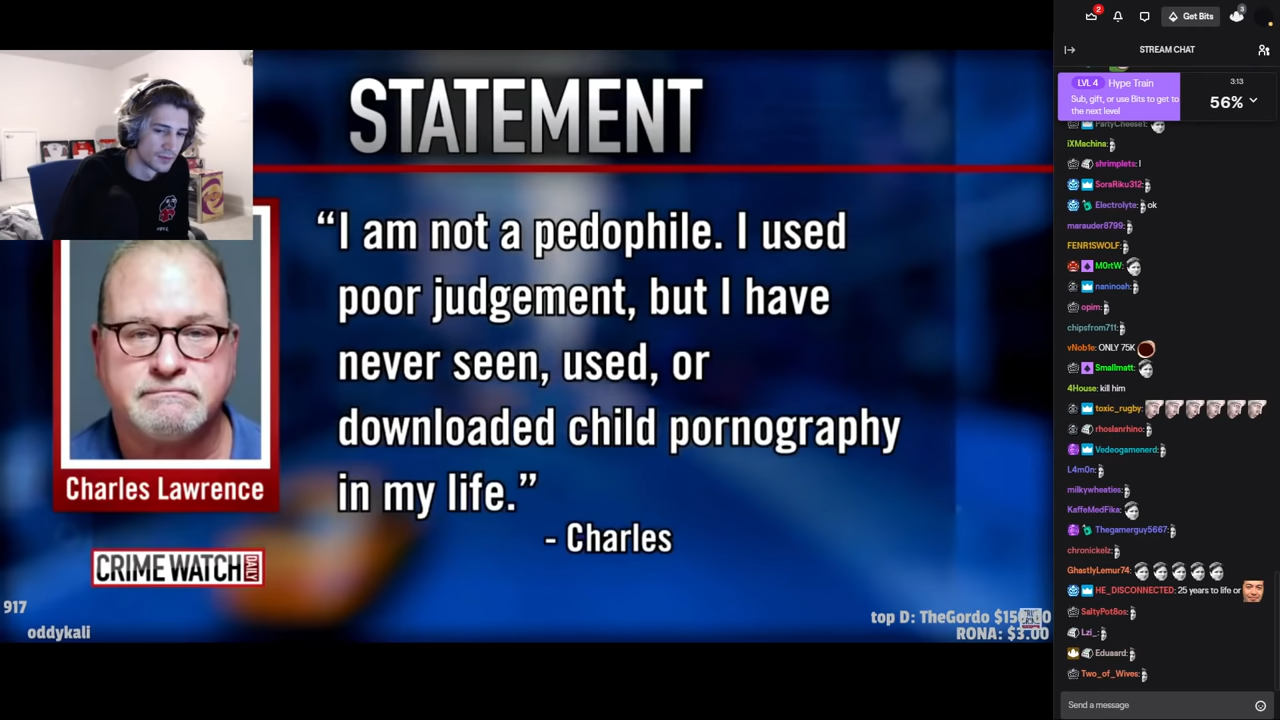 2
3
Get Bits
STREAM CHAT
LVL 4 Hype Train
3:13
Sub, gift, or use Bits to get to
the next level
56%
PartyCheese1:
iXMachina:
shrimplets: I
SoraRiku312:
Electrolyte: ok
marauder8799:
FENR1SWOLF:
M0rtW:
naninoah:
opim:
chipsfrom711:
vNob1e: ONLY 75K
Smallmatt:
4House: kill him
toxic_rugby:
rhoslanrhino:
Vedeogamenerd:
L4m0n:
milkywheaties:
KaffeMedFika:
Thegamerguy5667:
chronickelz:
GhastlyLemur74:
HE_DISCONNECTED: 25 years to life or
SaltyPot8os:
Lzi_:
Eduaard:
Two_of_Wives:
Send a message
STATEMENT
“I am not a pedophile. I used
poor judgement, but I have
never seen, used, or
downloaded child pornography
in my life.”
- Charles
Charles Lawrence
CRIME WATCH DAILY
917
oddykali
top D: TheGordo
RONA: $3.00